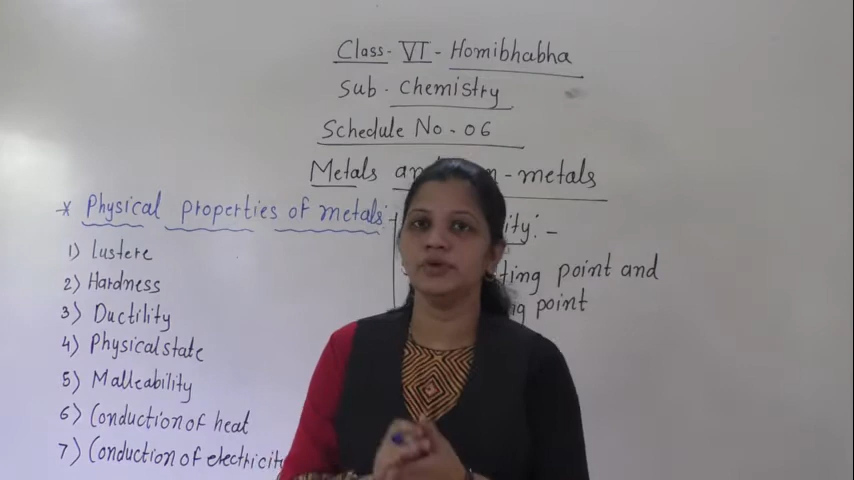 Class - VI - Homibhabha
Sub - Chemistry
Schedule No - 06
Metals - metals
* Physical properties of metals:-
1) Lustere
2) Hardness
3) Ductility
4) Physical state
5) Malleability
6) Conduction of heat
7) Conduction of electricit
ity: -
ting point and
g point